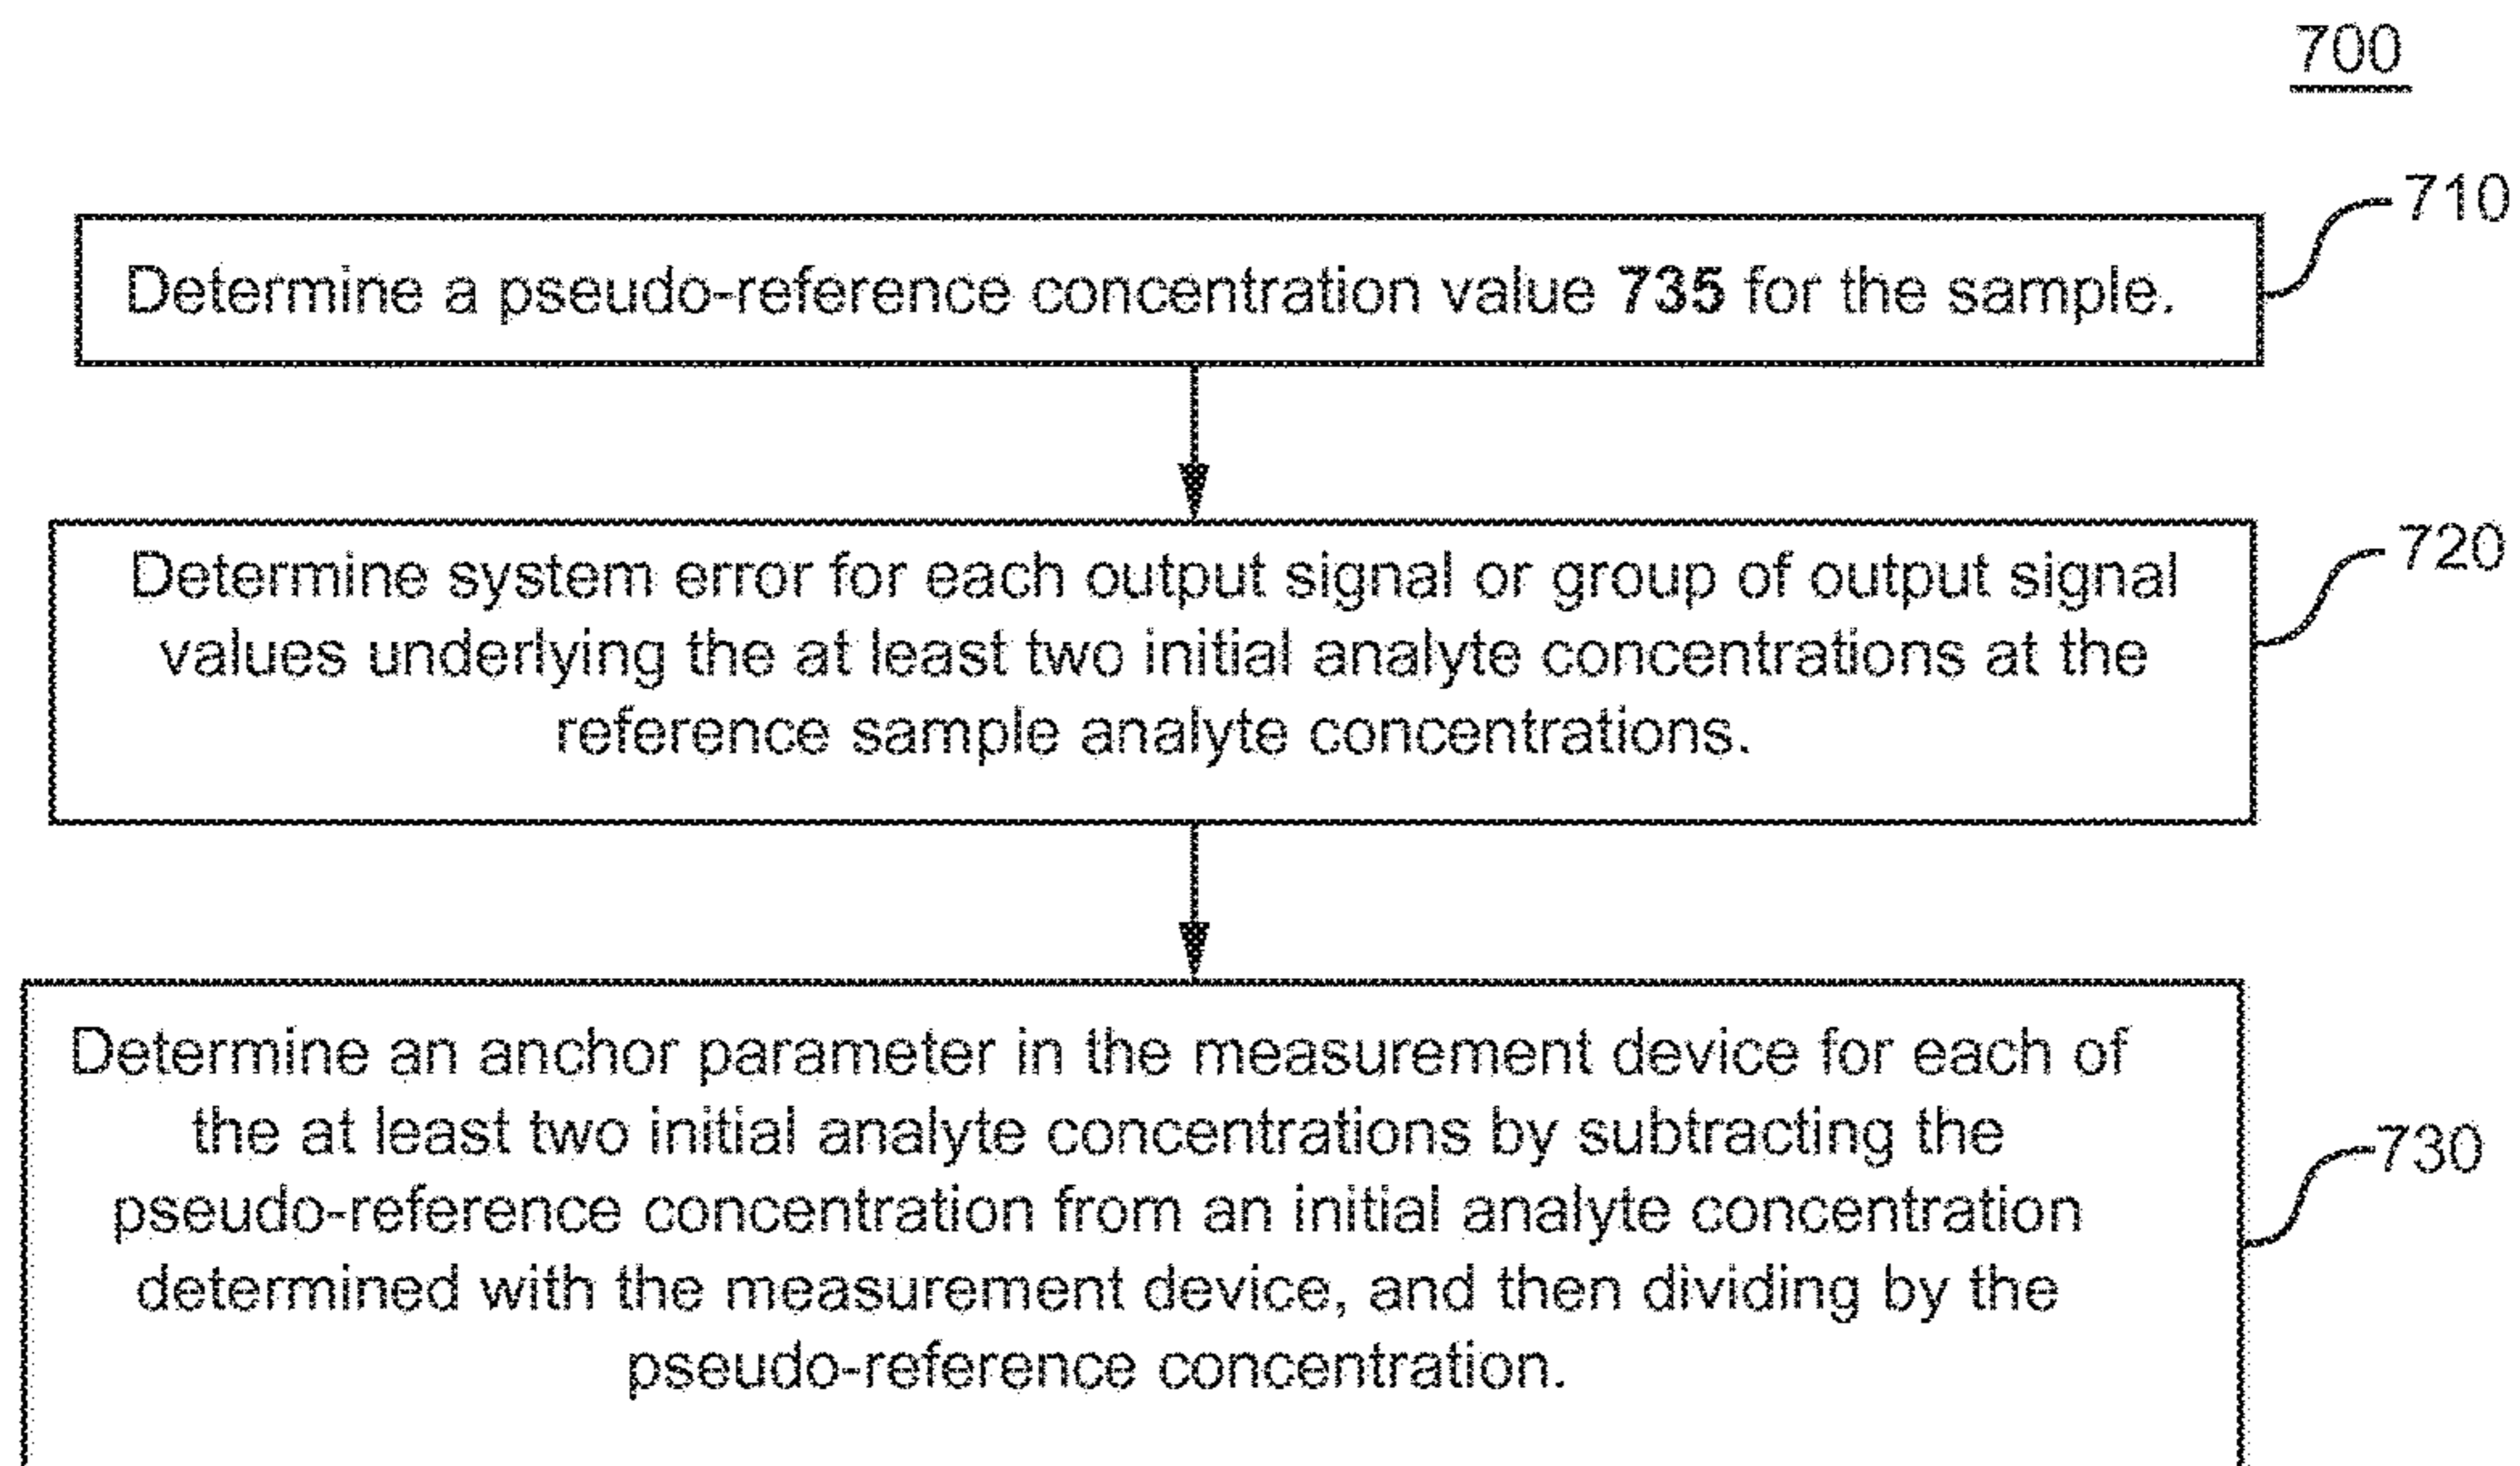 700
710
Determine a pseudo-reference concentration value 735 for the sample.
720
Determine system error for each output signal or group of output signal
values underlying the at least two initial analyte concentrations at the
reference sample analyte concentrations.
Determine an anchor parameter in the measurement device for each of
the at least two initial analyte concentrations by subtracting the
730
pseudo-reference concentration from an initial analyte concentration
determined with the measurement device, and then dividing by the
pseudo-reference concentration.